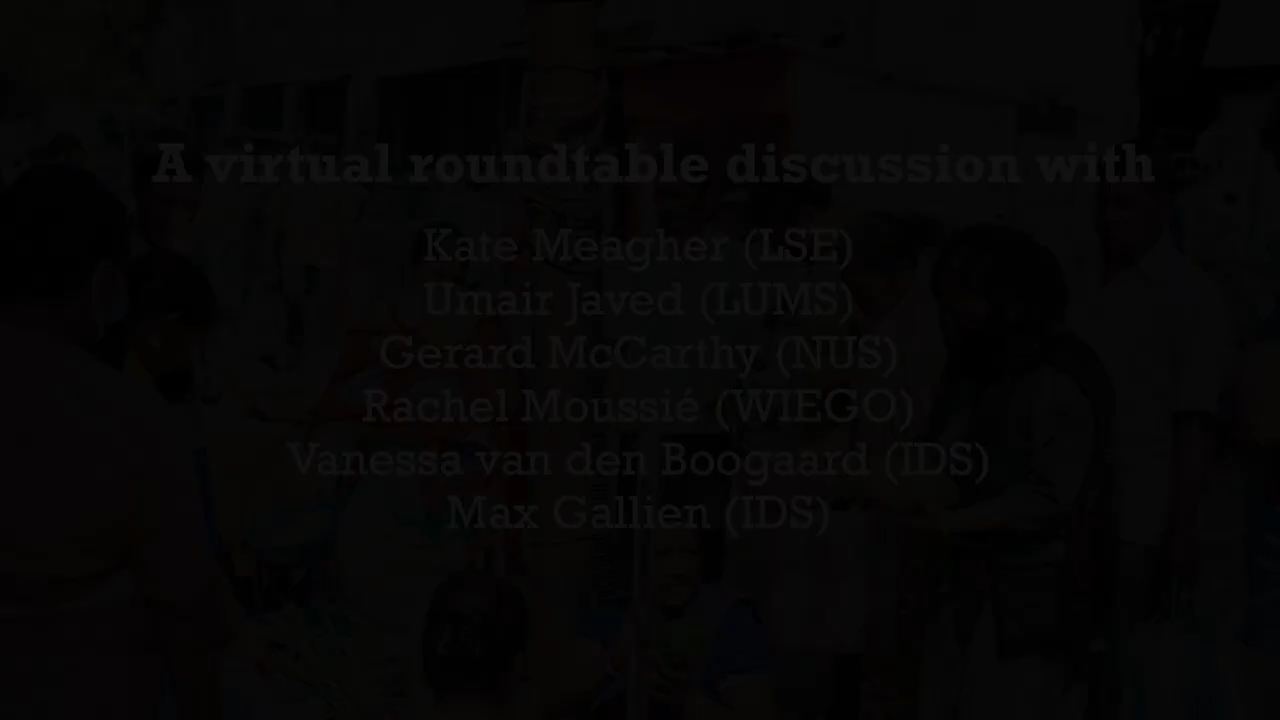 A virtual roundtable discussion with
Kate Meagher (LSE)
Umair Javed (LUMS)
Gerard McCarthy (NUS)
Rachel Moussié (WIEGO)
Vanessa van den Boogaard (IDS)
Max Gallien (IDS)